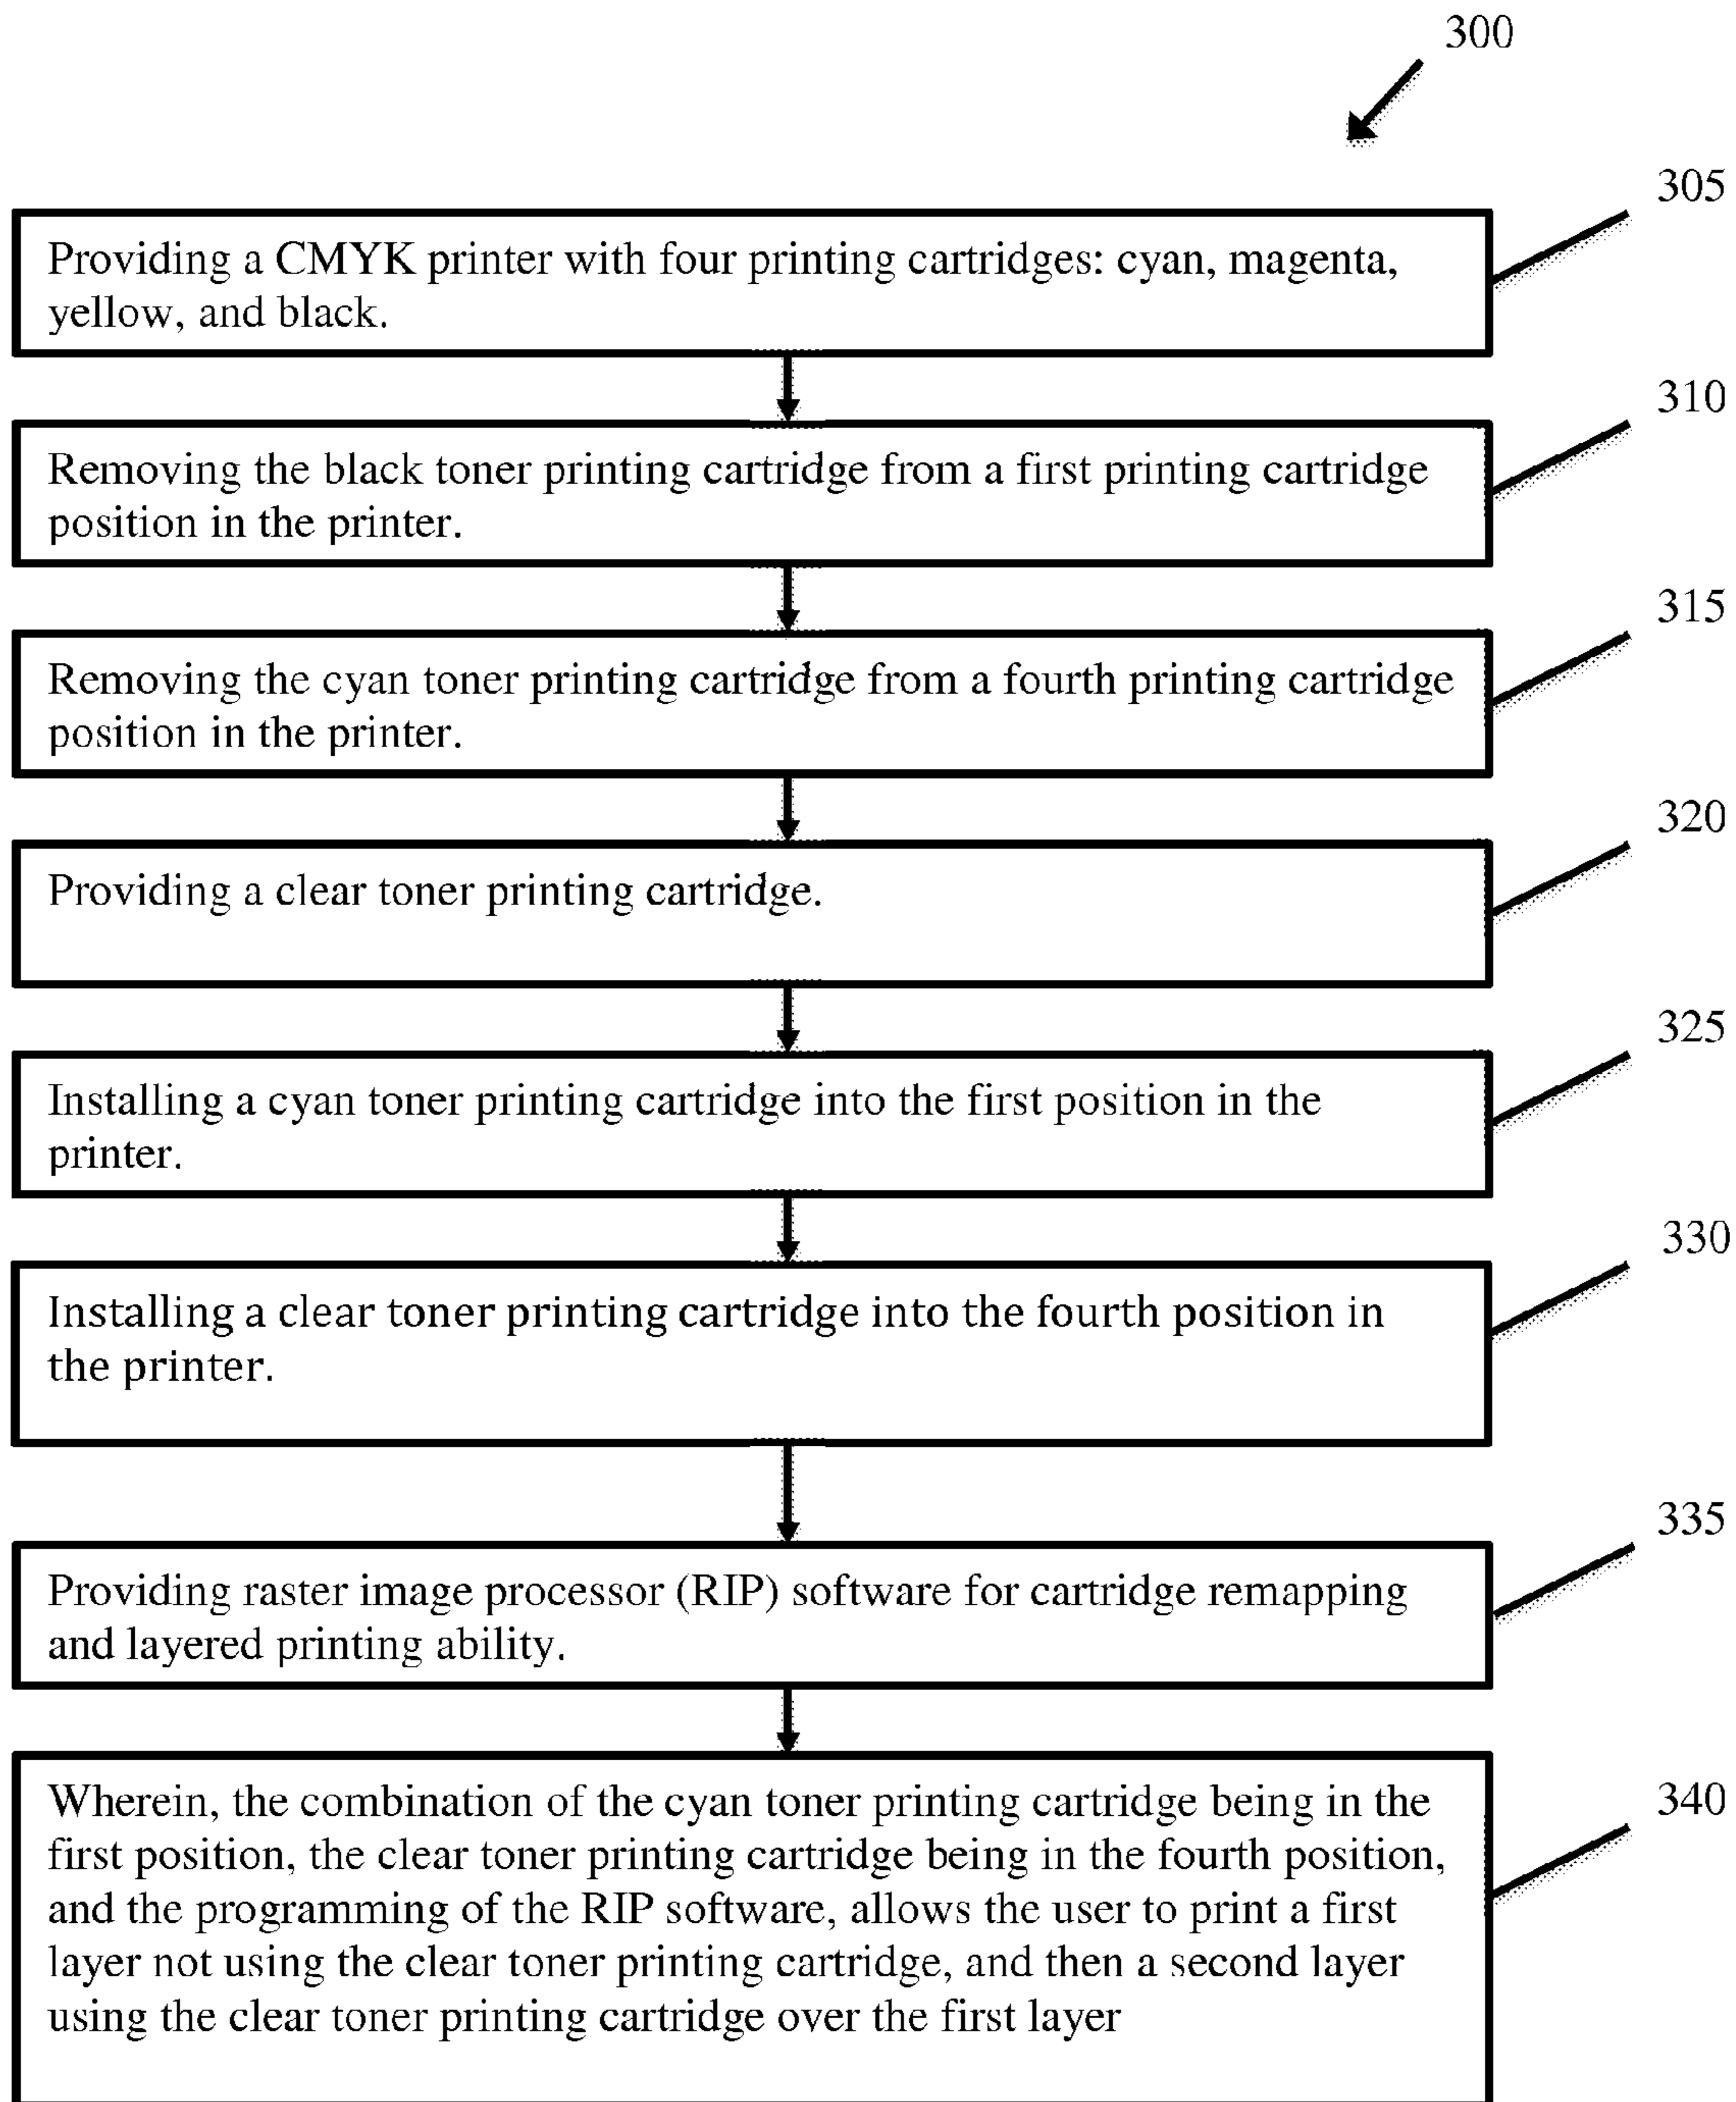 300
305
Providing a CMYK printer with four printing cartridges: cyan, magenta,
yellow, and black.
310
Removing the black toner printing cartridge from a first printing cartridge
position in the printer.
315
Removing the cyan toner printing cartridge from a fourth printing cartridge
position in the printer.
320
Providing a clear toner printing cartridge.
325
Installing a cyan toner printing cartridge into the first position in the
printer.
330
Installing a clear toner printing cartridge into the fourth position in
the printer.
335
Providing raster image processor (RIP) software for cartridge remapping
and layered printing ability.
340
Wherein, the combination of the cyan toner printing cartridge being in the
first position, the clear toner printing cartridge being in the fourth position,
and the programming of the RIP software, allows the user to print a first
layer not using the clear toner printing cartridge, and then a second layer
using the clear toner printing cartridge over the first layer